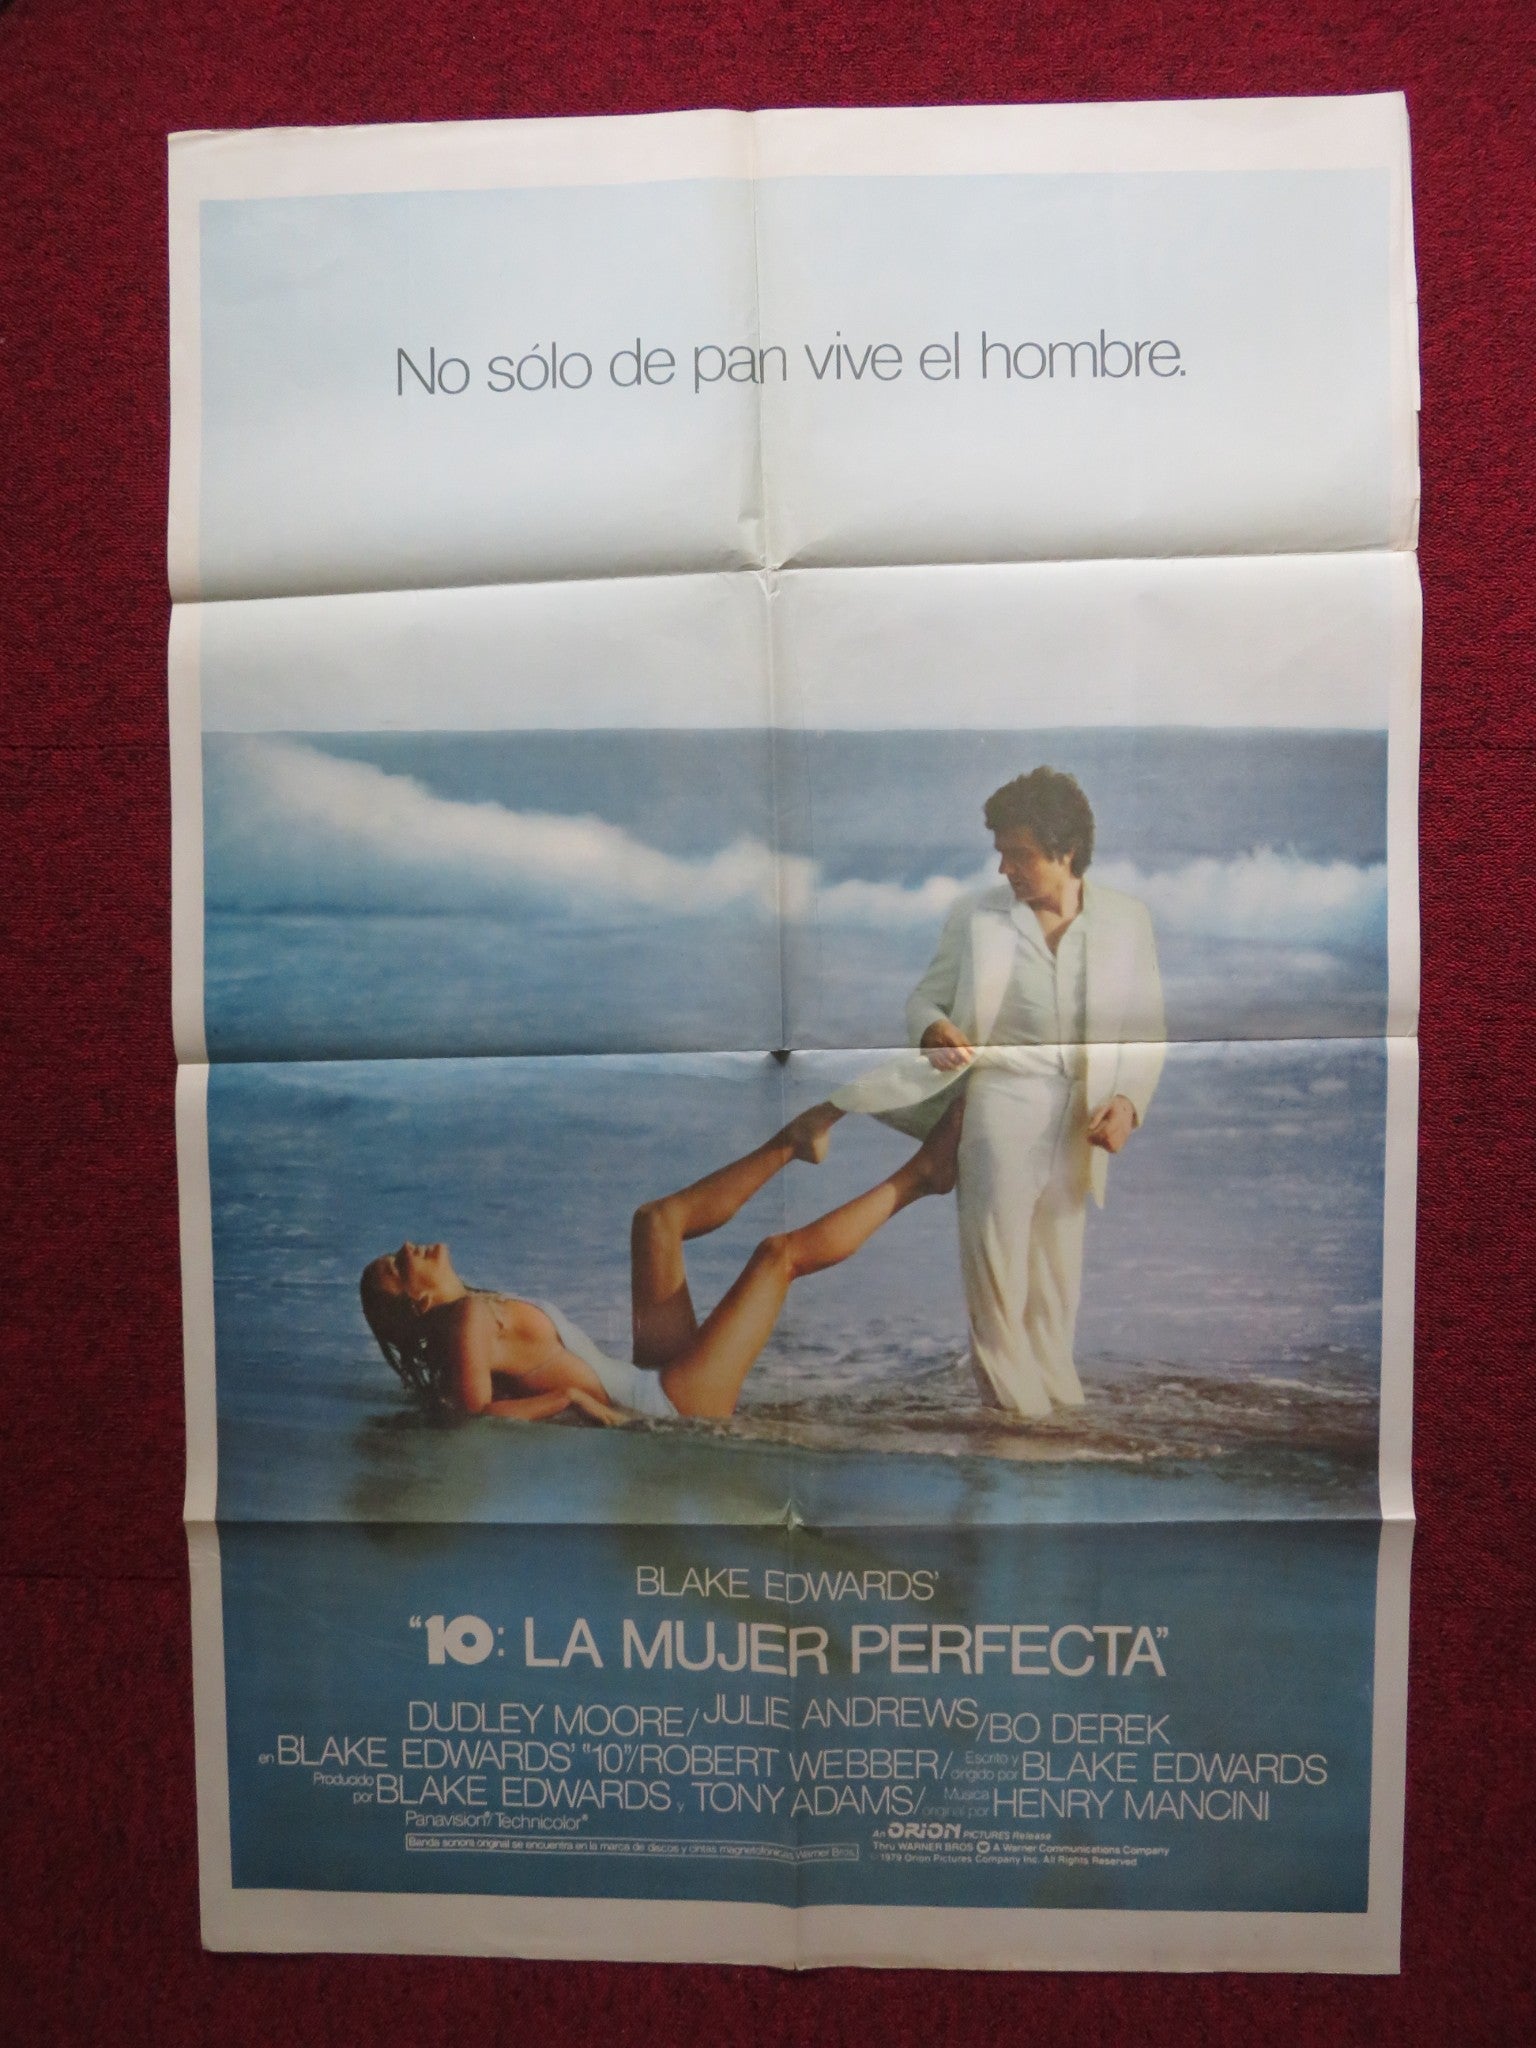 No sólo de pan vive el hombre.
BLAKE EDWARDS'
"10: LA MUJER PERFECTA"
DUDLEY MOORE/JULIE ANDREWS/BO DEREK
en BLAKE EDWARDS' "10"/ROBERT WEBBER/Escrito y dirigido por BLAKE EDWARDS
Producido por BLAKE EDWARDS y TONY ADAMS/Musica original por HENRY MANCINI
Panavision® Technicolor®
Banda sonora original se encuentra en la marca de discos y cintas magnetofonicas Warner Bros.
An ORION PICTURES Release
Thru WARNER BROS A Warner Communications Company
©1979 Orion Pictures Company Inc. All Rights Reserved